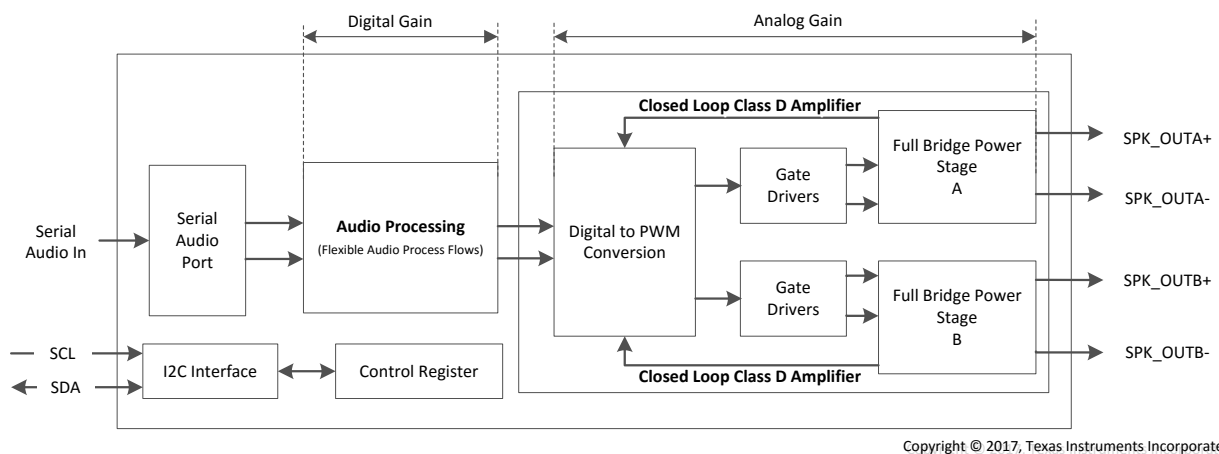 Digital Gain
Analog Gain
Closed Loop Class D Amplifier
Serial
Audio In
Serial
Audio
Port
Audio Processing
(Flexible Audio Process Flows)
Digital to PWM
Conversion
Gate
Drivers
Full Bridge Power
Stage
A
SPK_OUTA+
SPK_OUTA-
Gate
Drivers
Full Bridge Power
Stage
B
SPK_OUTB+
SPK_OUTB-
Closed Loop Class D Amplifier
SCL
SDA
I2C Interface
Control Register
Copyright © 2017, Texas Instruments Incorporate